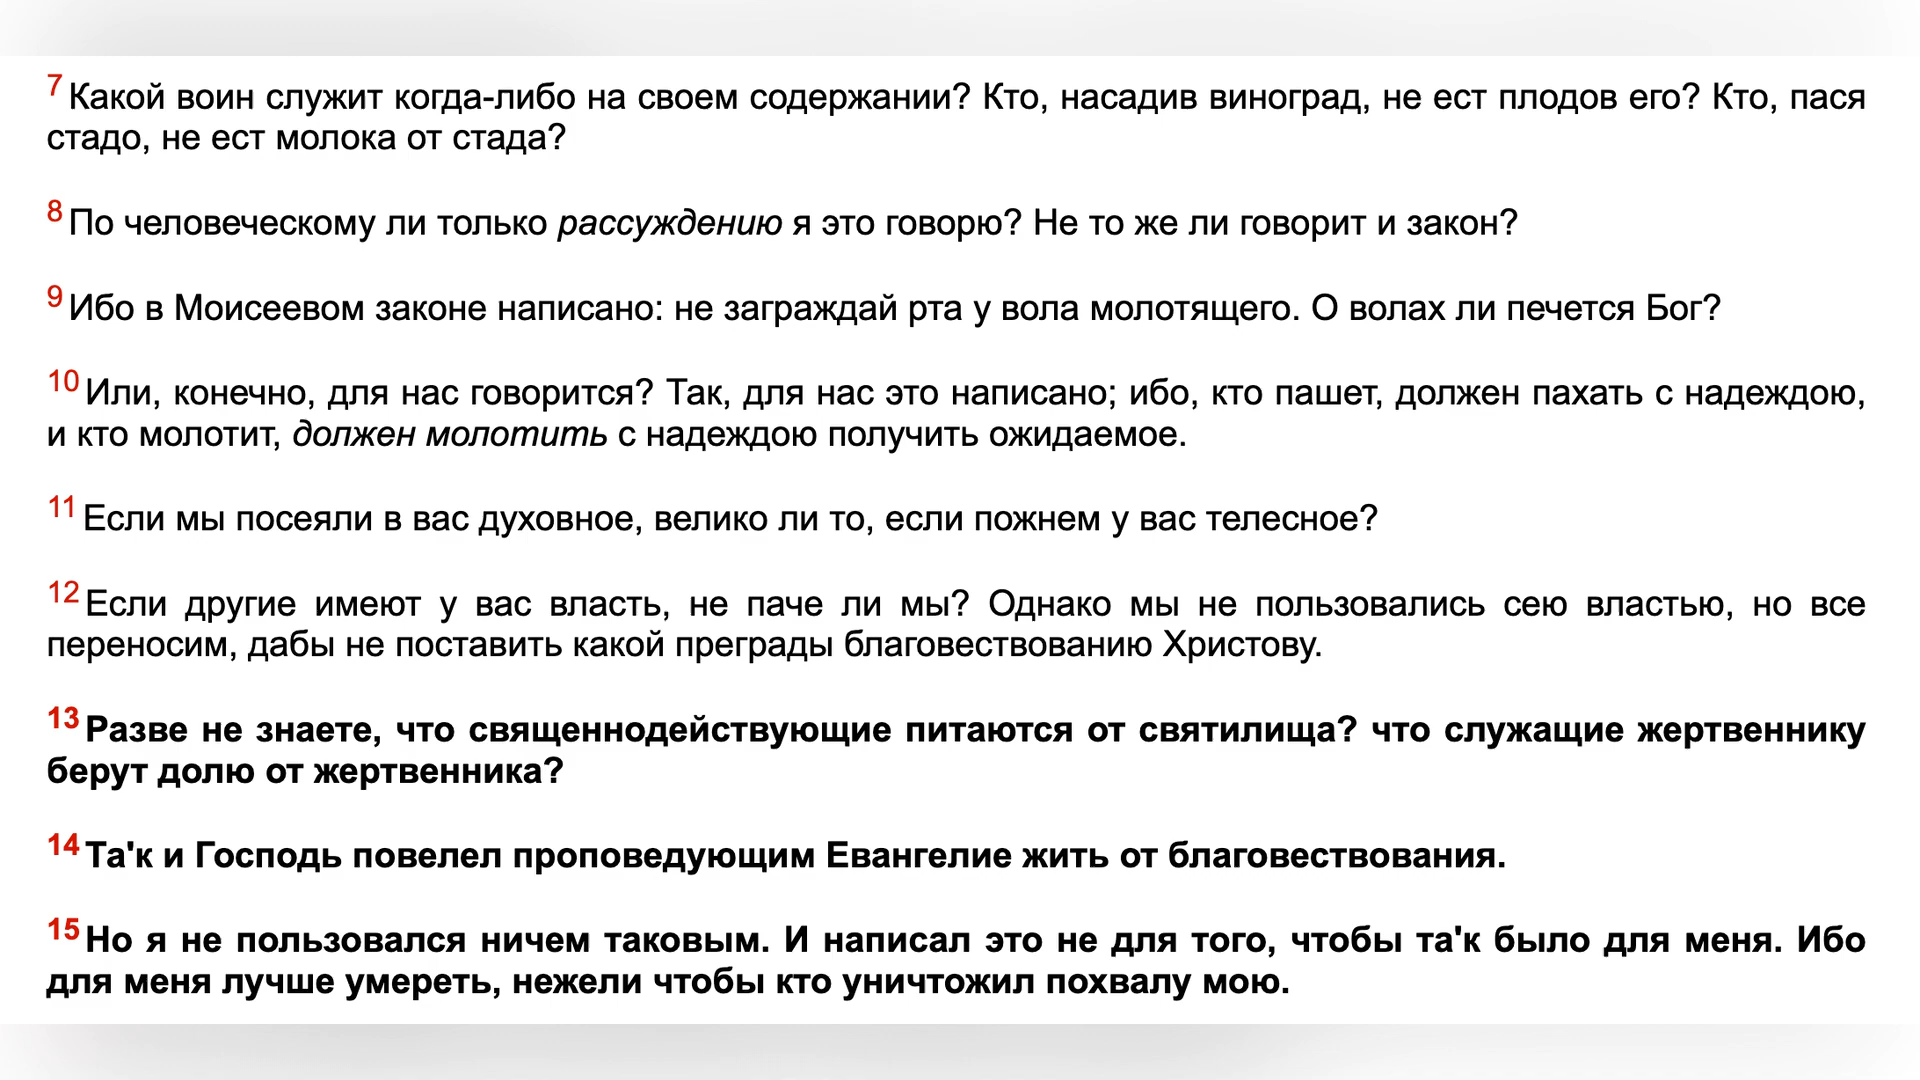 7 Какой воин служит когда-либо на своем содержании? Кто, насадив виноград, не ест плодов его? Кто, пася
стадо, не ест молока от стада?
8 По человеческому ли только рассуждению я это говорю? Не то же ли говорит и закон?
9 Ибо в Моисеевом законе написано: не заграждай рта у вола молотящего. О волах ли печется Бог?
10 Или, конечно, для нас говорится? Так, для нас это написано; ибо, кто пашет, должен пахать с надеждою,
и кто молотит, должен молотить с надеждою получить ожидаемое.
11 Если мы посеяли в вас духовное, велико ли то, если пожнем у вас телесное?
12 Если другие имеют у вас власть, не паче ли мы? Однако мы не пользовались сею властью, но все
переносим, дабы не поставить какой преграды благовествованию Христову.
13 Разве не знаете, что священнодействующие питаются от святилища? что служащие жертвеннику
берут долю от жертвенника?
14 Та'к и Господь повелел проповедующим Евангелие жить от благовествования.
15 Но я не пользовался ничем таковым. И написал это не для того, чтобы та'к было для меня. Ибо
для меня лучше умереть, нежели чтобы кто уничтожил похвалу мою.